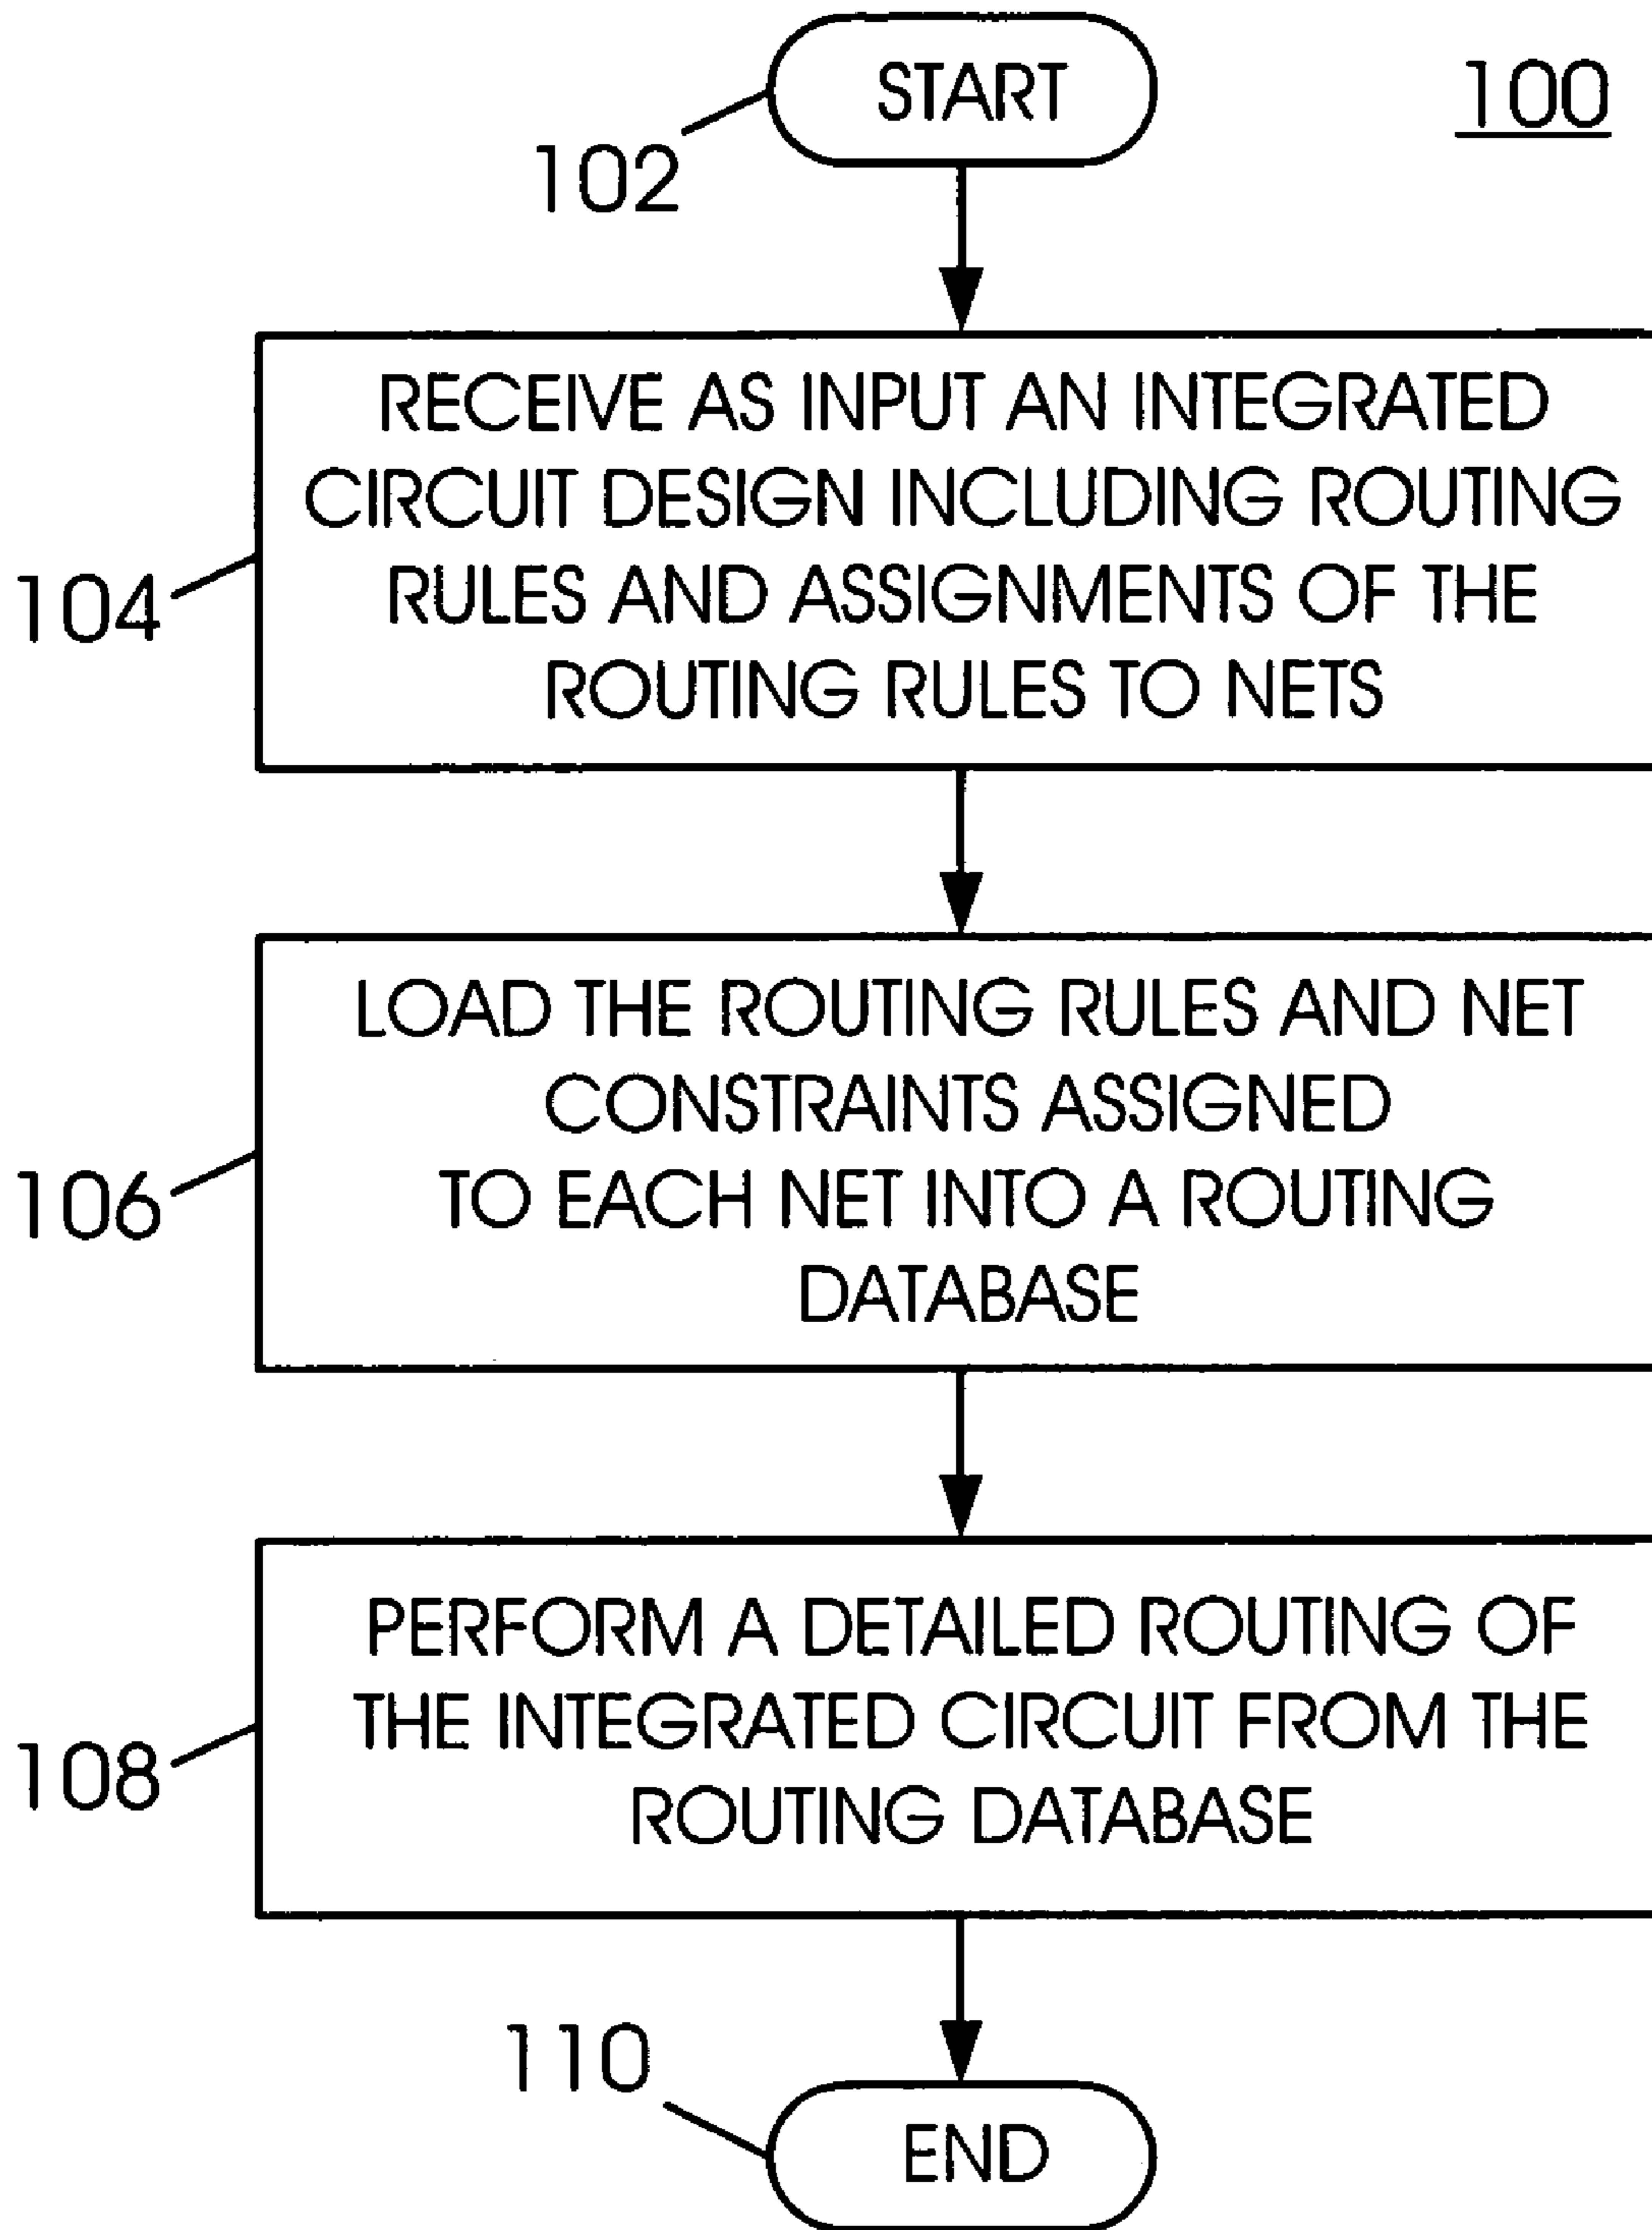 START
100
102
RECEIVE AS INPUT AN INTEGRATED
CIRCUIT DESIGN INCLUDING ROUTING
RULES AND ASSIGNMENTS OF THE
ROUTING RULES TO NETS
104
LOAD THE ROUTING RULES AND NET
CONSTRAINTS ASSIGNED
TO EACH NET INTO A ROUTING
DATABASE
106
PERFORM A DETAILED ROUTING OF
THE INTEGRATED CIRCUIT FROM THE
ROUTING DATABASE
108
110
END